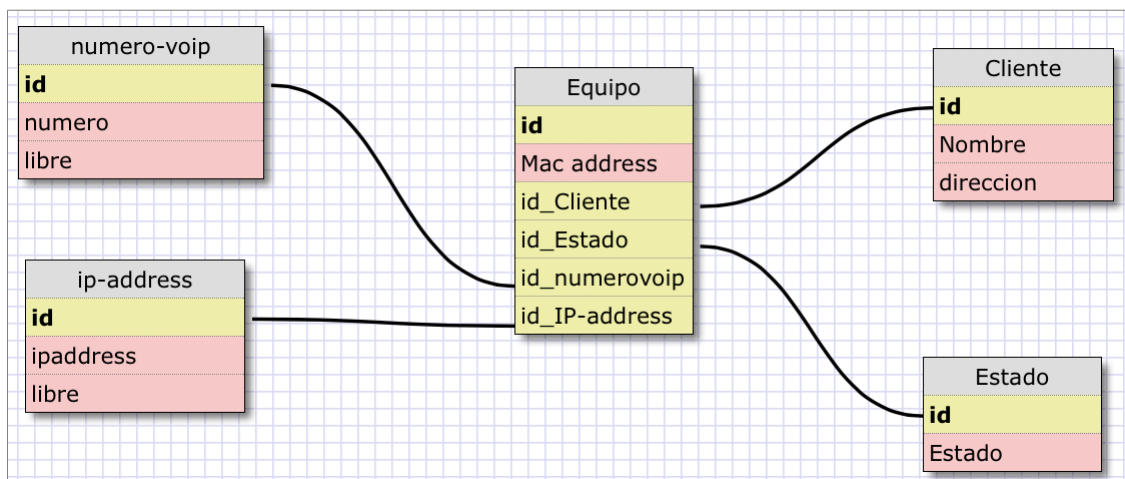 numero-voip
id
numero
libre
ip-address
id
ipaddress
libre
Equipo
id
Mac address
id_Cliente
id_Estado
id_numerovoip
id_IP-address
Cliente
id
Nombre
direccion
Estado
id
Estado